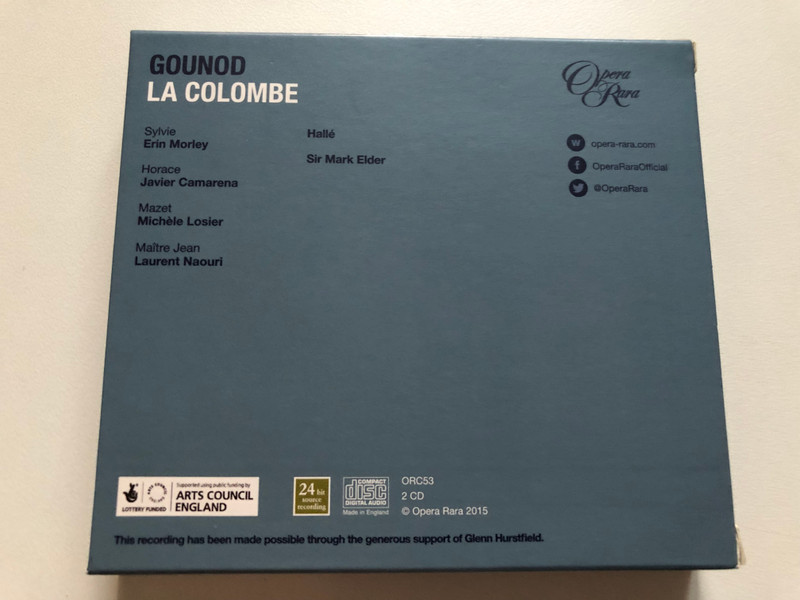 GOUNOD
LA COLOMBE
Sylvie
Erin Morley
Horace
Javier Camarena
Mazet
Michèle Losier
Maître Jean
Laurent Naouri
Hallé
Sir Mark Elder
Opera
Rara
w opera-rara.com
f OperaRaraOfficial
@OperaRara
LOTTERY FUNDED
Supported using public funding by
ARTS COUNCIL
ENGLAND
24 bit
recording
COMPACT
disc
DIGITAL AUDIO
Made in England
ORC53
2 CD
© Opera Rara 2015
This recording has been made possible through the generous support of Glenn Hurstfield.